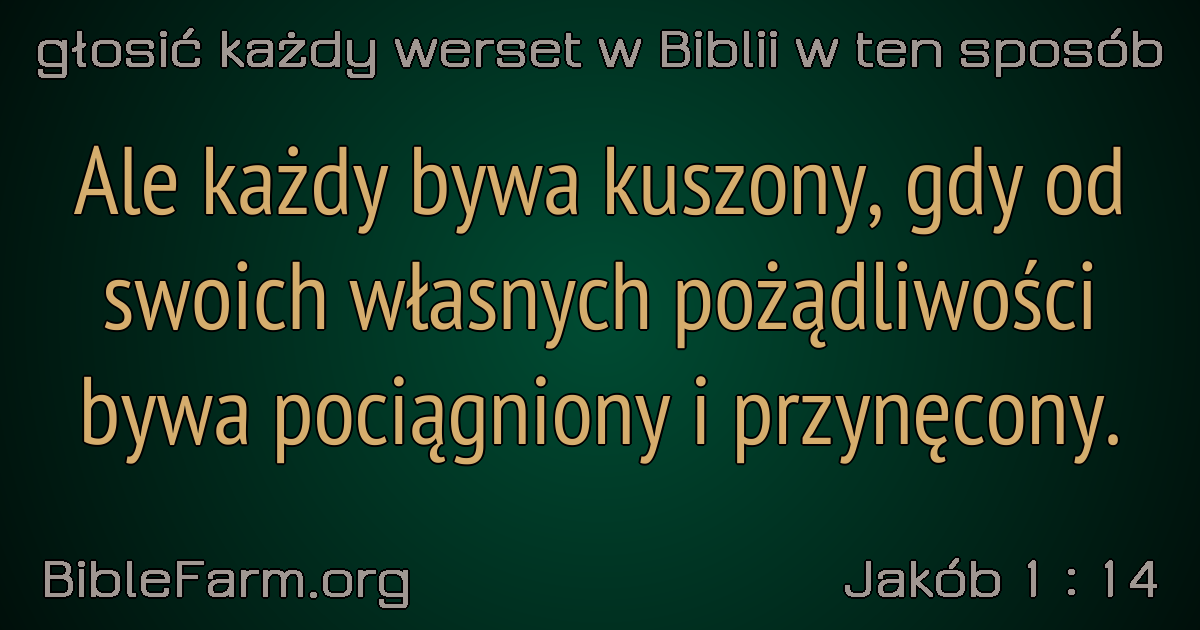 głosić każdy werset w Biblii w ten sposób
Ale każdy bywa kuszony, gdy od
swoich własnych pożądliwości
bywa pociągniony i przynęcony.
BibleFarm.org
Jakób 1 : 14